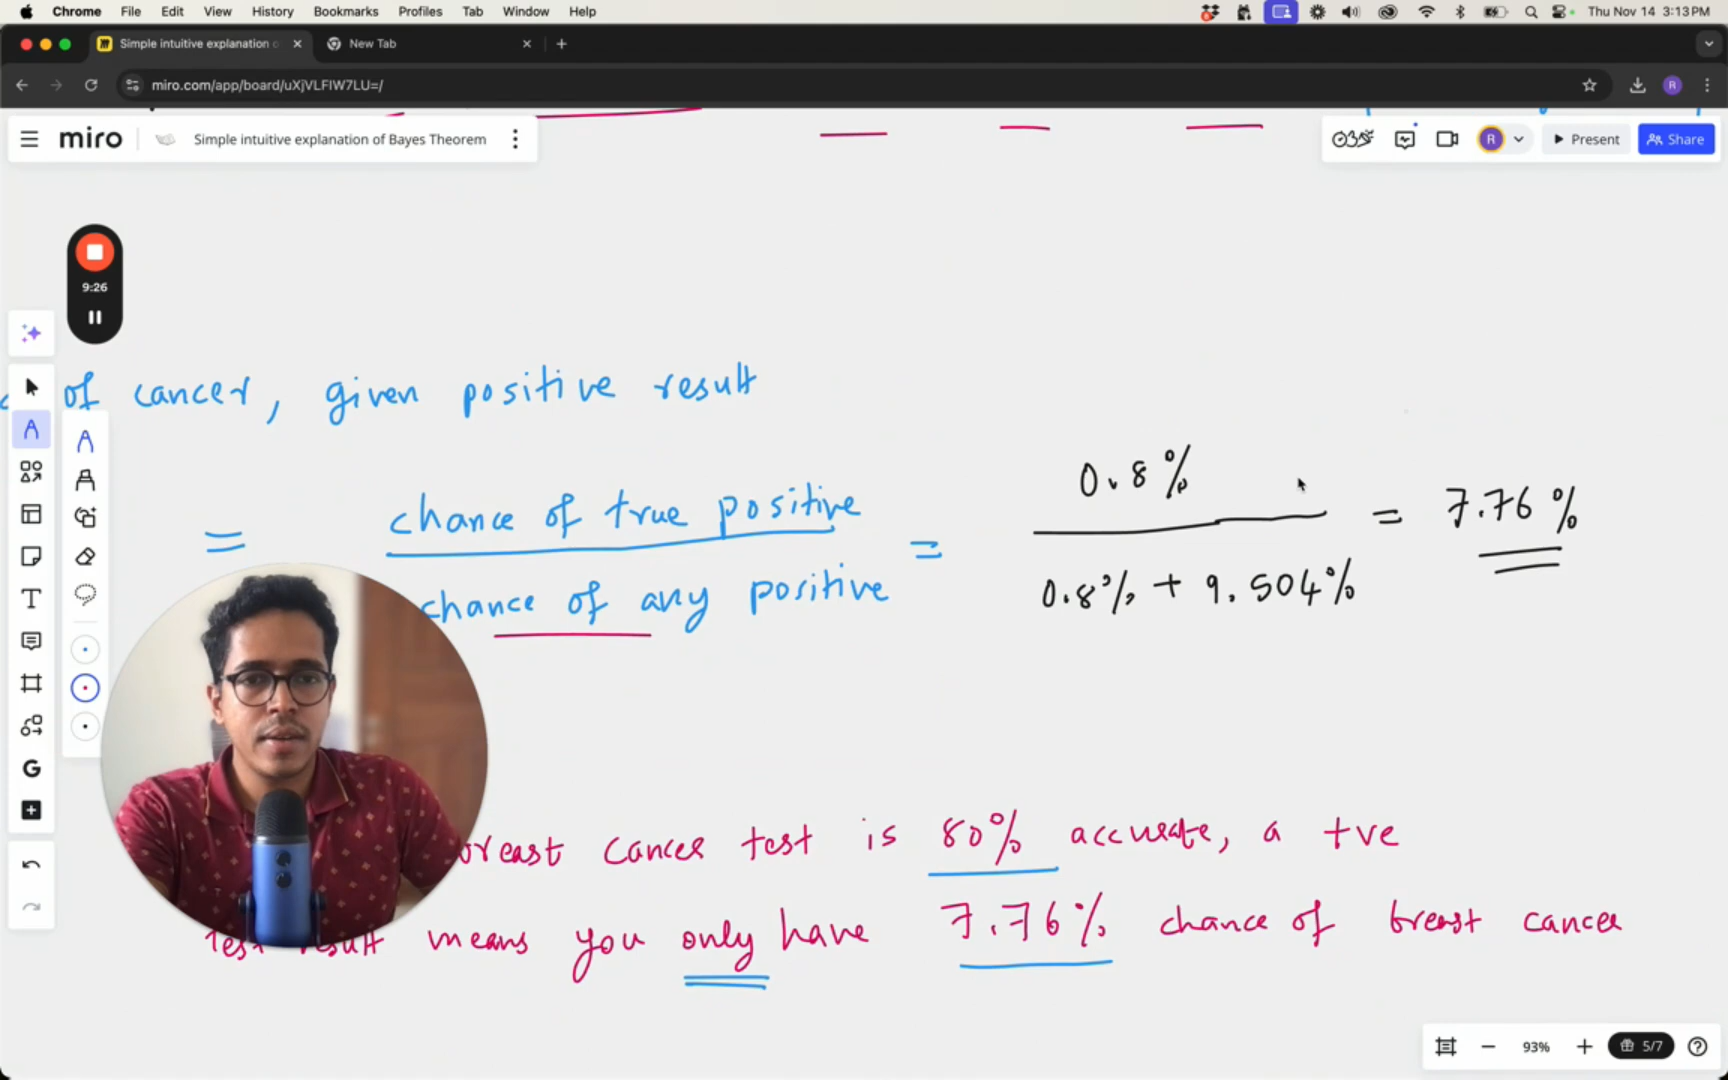 Chrome File Edit View History Bookmarks Profiles Tab Window Help Thu Nov 14 3:13 PM
Simple intuitive explanation o New Tab
miro.com/app/board/uXjVLFIW7LU=/ R
miro Simple intuitive explanation of Bayes Theorem R Present Share
9:26
of cancer, given positive result
chance of true positive
=
chance of any positive
=
0.8%
0.8% + 9.504%
= 7.76%
breast cancer test is 80% accurate, a +ve
test result means you only have 7.76% chance of breast cancer
93% 5/7